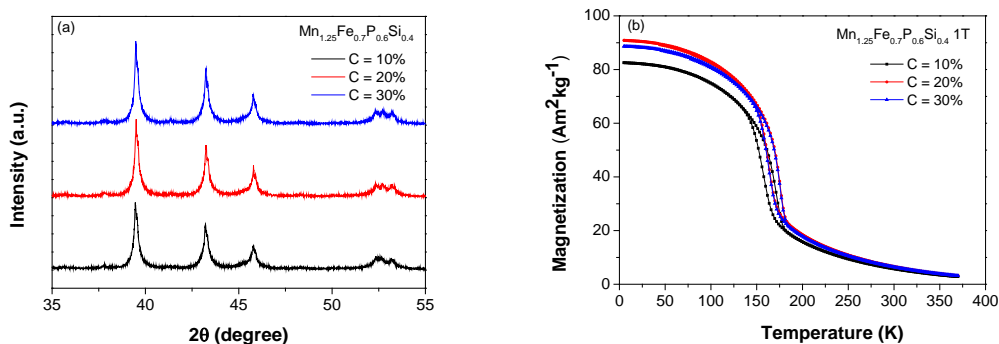 (a)
Mn1.25Fe0.7P0.6Si0.4
C = 10%
C = 20%
C = 30%
Intensity (a.u.)
35 40 45 50 55
2θ (degree)
(b)
Mn1.25Fe0.7P0.6Si0.4 1T
C = 10%
C = 20%
C = 30%
Magnetization (Am²kg⁻¹)
100
80
60
40
20
0
0 50 100 150 200 250 300 350 400
Temperature (K)